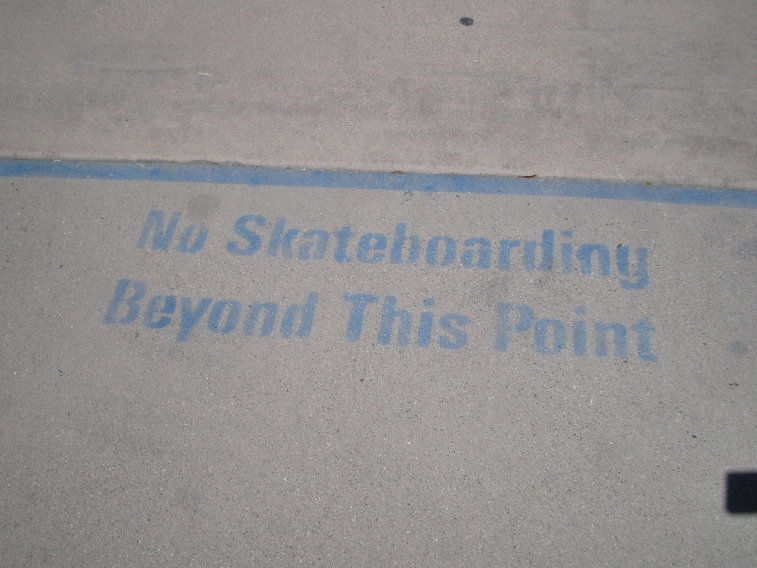 No Skateboarding
Beyond This Point